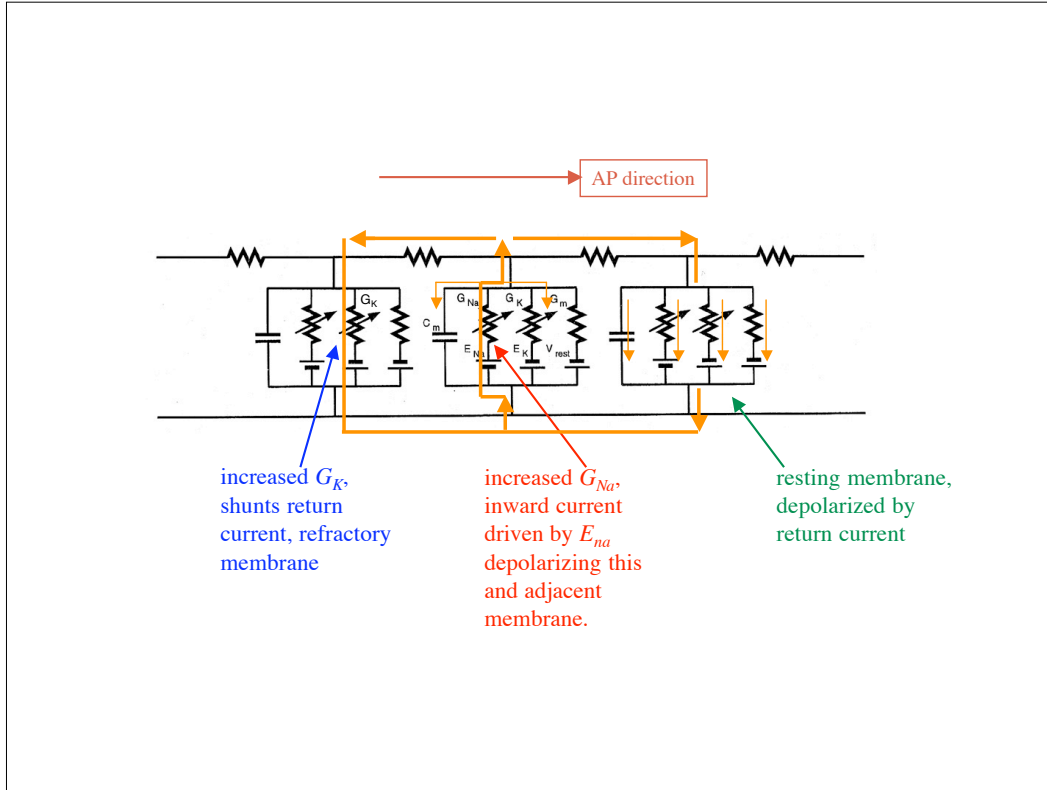 AP direction
G_K
G_Na G_K G_m
C_m
E_Na E_K V_rest
increased G_K,
shunts return
current, refractory
membrane
increased G_Na,
inward current
driven by E_na
depolarizing this
and adjacent
membrane.
resting membrane,
depolarized by
return current